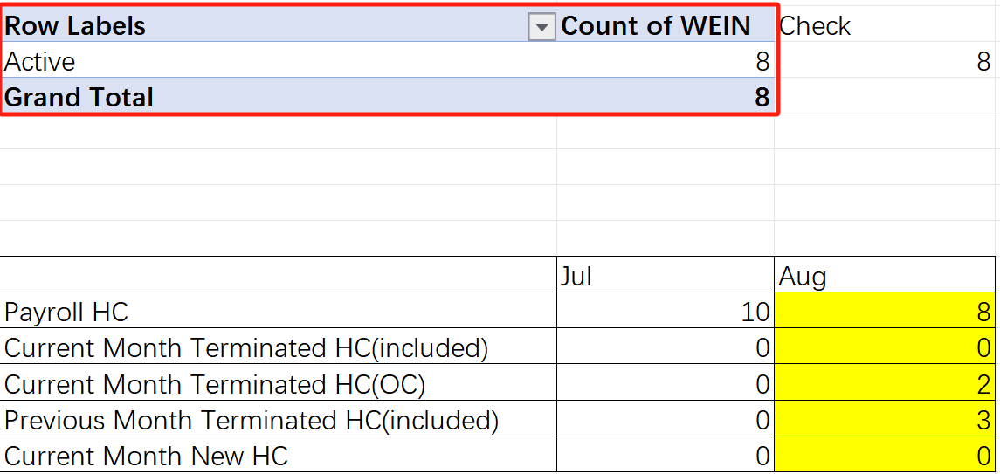 Row Labels Count of WEIN Check
Active 8 8
Grand Total 8
Jul Aug
Payroll HC 10 8
Current Month Terminated HC(included) 0 0
Current Month Terminated HC(OC) 0 2
Previous Month Terminated HC(included) 0 3
Current Month New HC 0 0